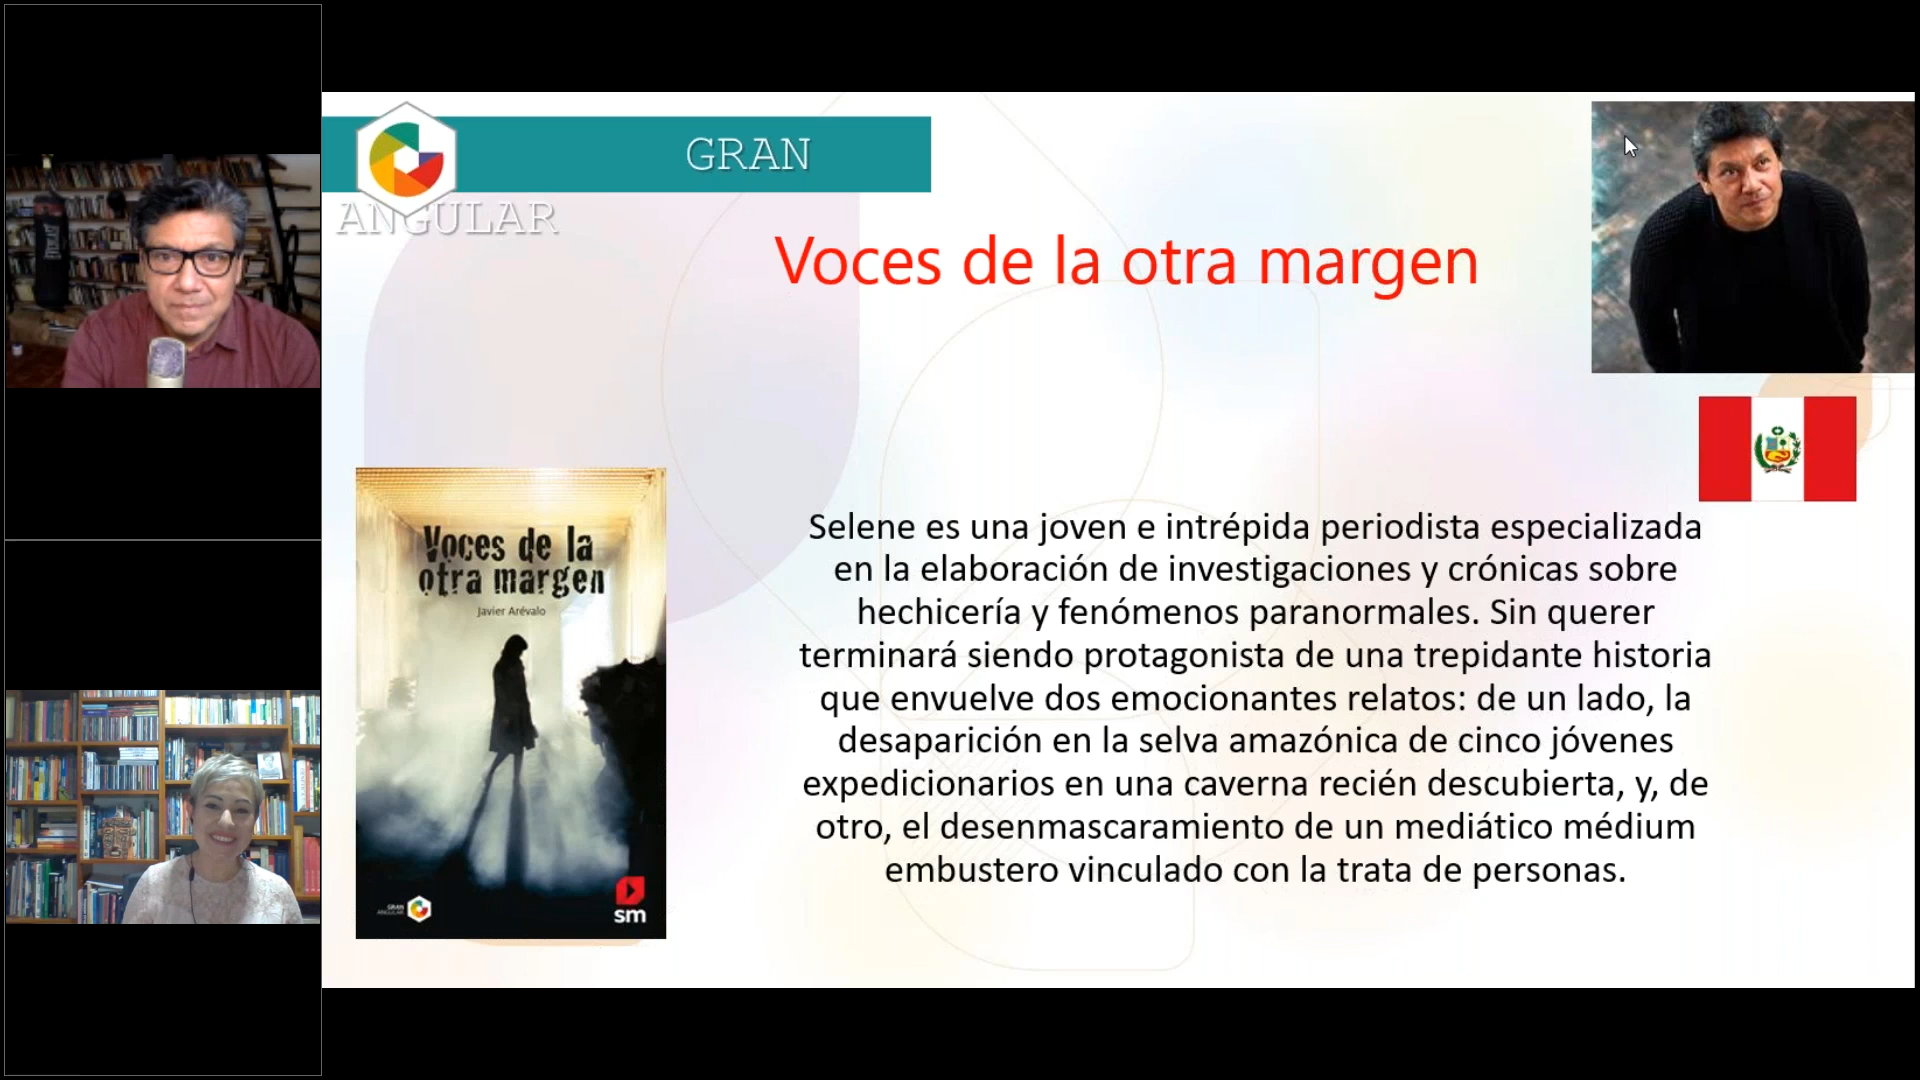 GRAN
ANGULAR
Voces de la otra margen
Voces de la
otra margen
Javier Arévalo
GRAN
ANGULAR
sm
Selene es una joven e intrépida periodista especializada
en la elaboración de investigaciones y crónicas sobre
hechicería y fenómenos paranormales. Sin querer
terminará siendo protagonista de una trepidante historia
que envuelve dos emocionantes relatos: de un lado, la
desaparición en la selva amazónica de cinco jóvenes
expedicionarios en una caverna recién descubierta, y, de
otro, el desenmascaramiento de un mediático médium
embustero vinculado con la trata de personas.